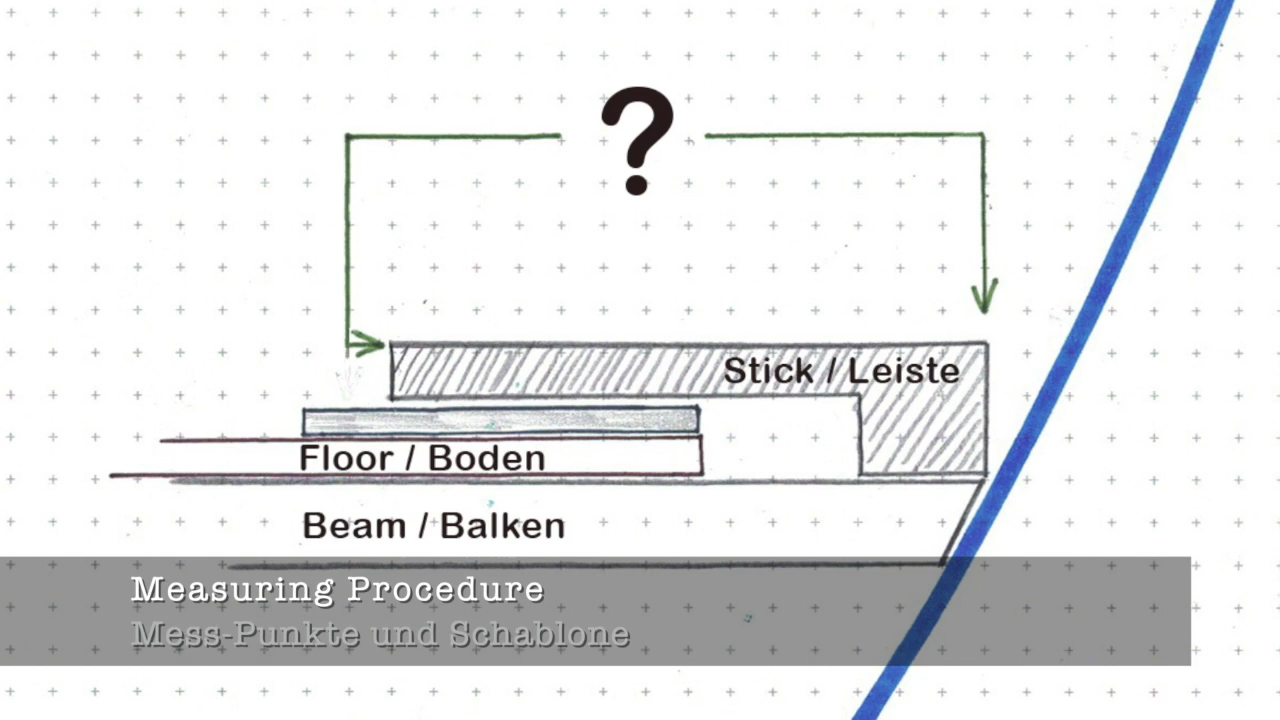 ?
Stick / Leiste
Floor / Boden
Beam / Balken
Measuring Procedure
Mess-Punkte und Schablone